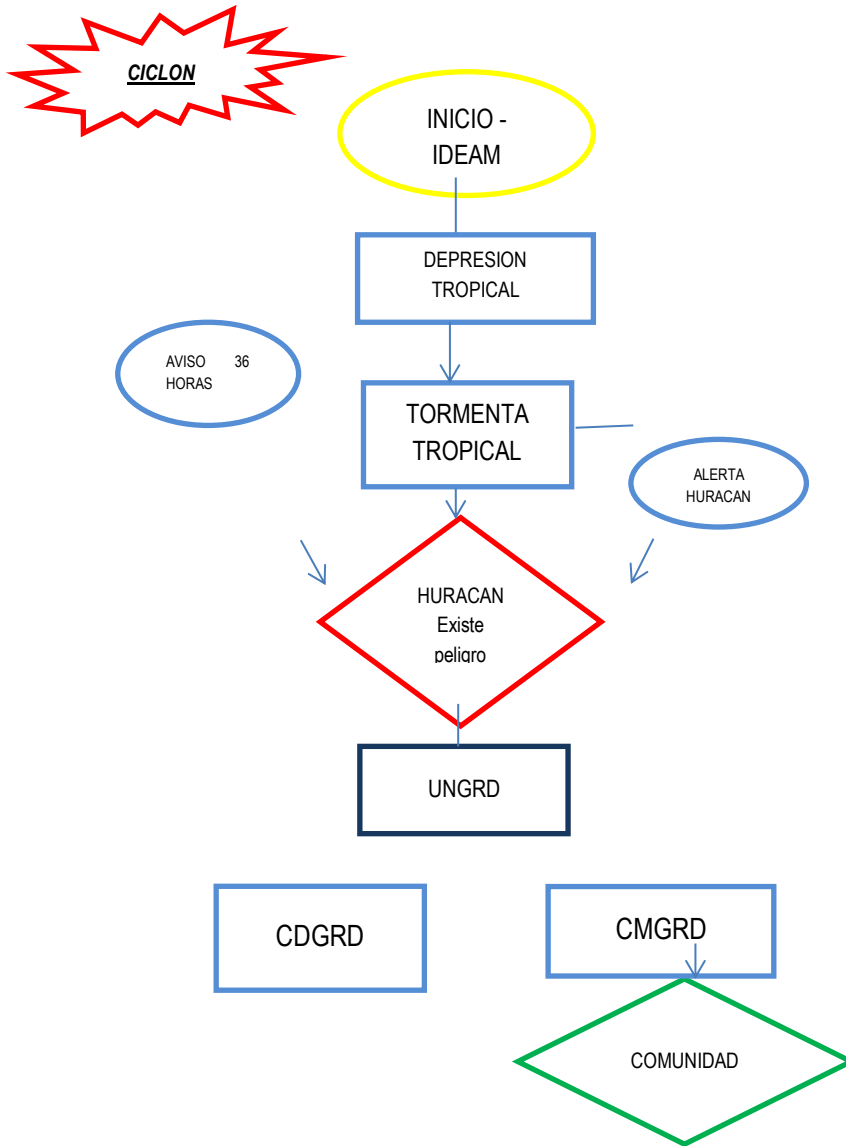 CICLON
INICIO -
IDEAM
DEPRESION
TROPICAL
AVISO 36
HORAS
TORMENTA
TROPICAL
ALERTA
HURACAN
HURACAN
Existe
peligro
UNGRD
CDGRD
CMGRD
COMUNIDAD